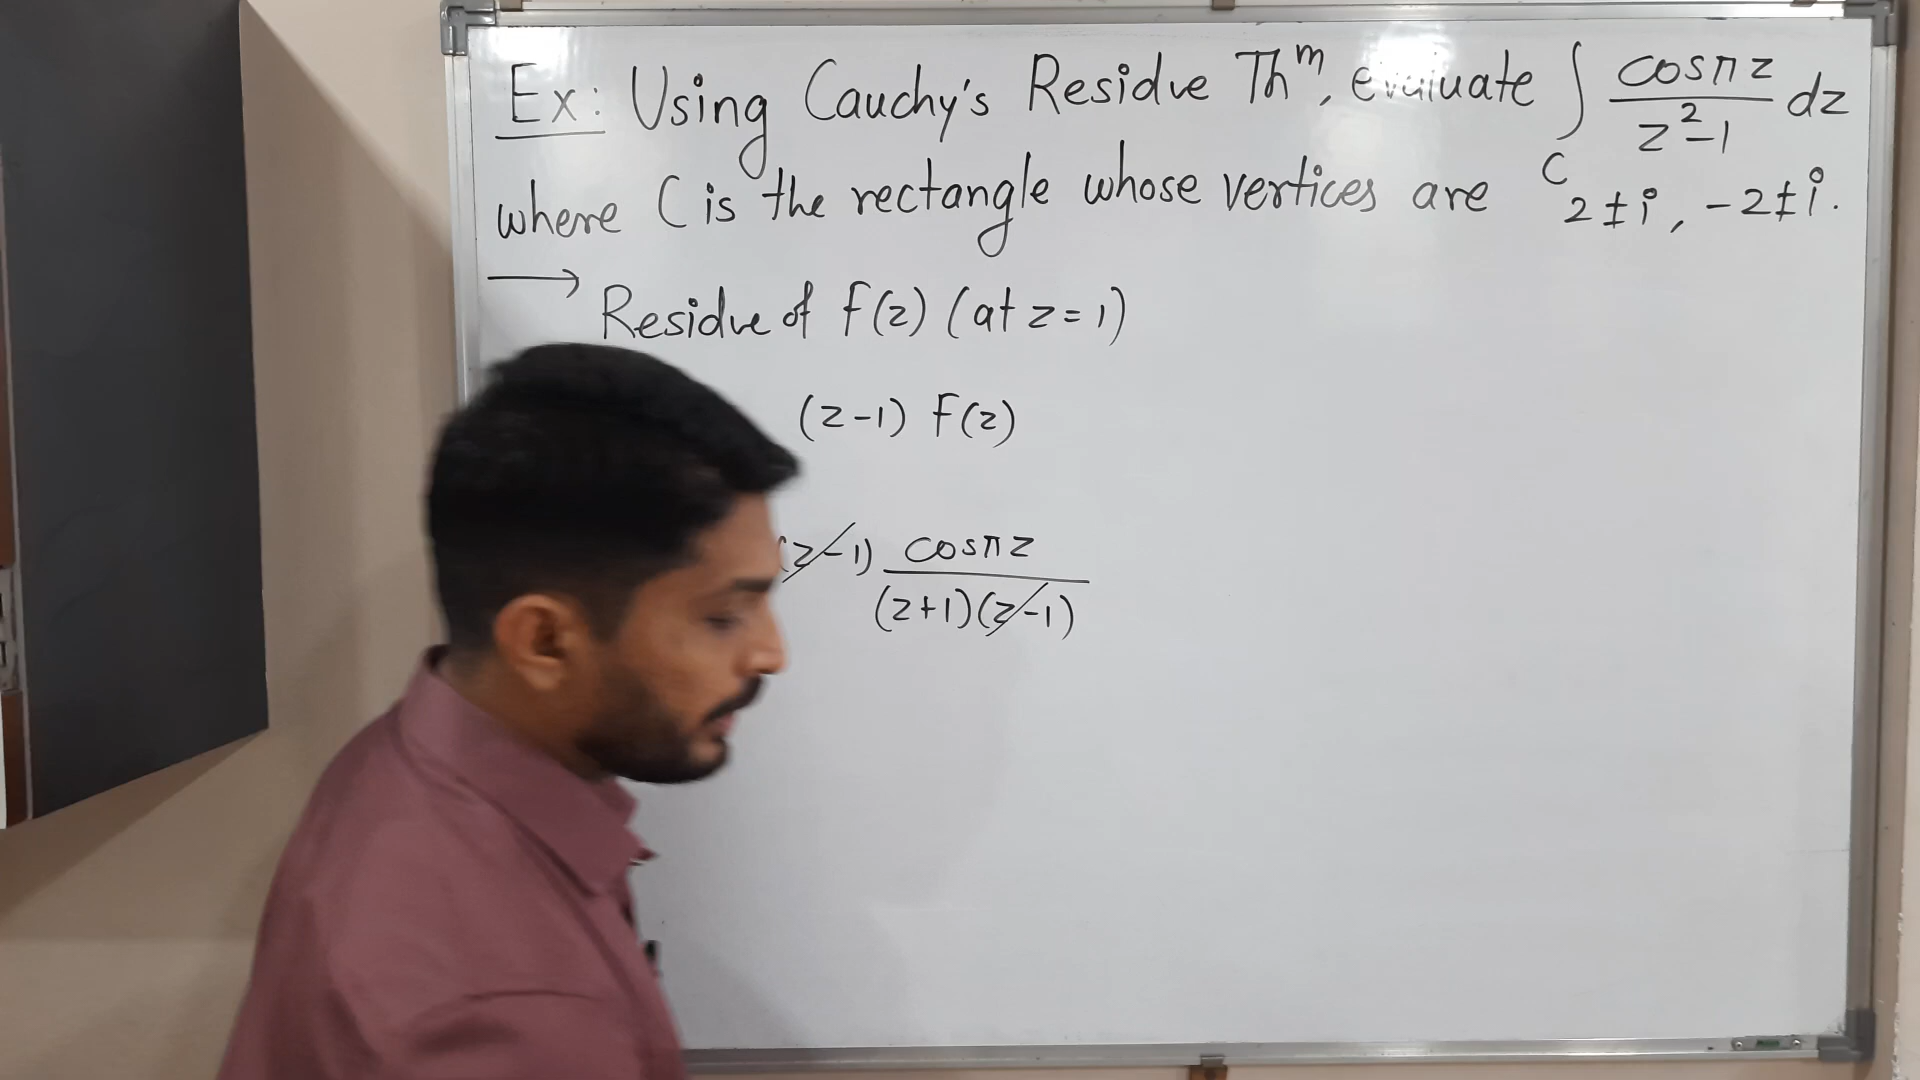 Ex: Using Cauchy's Residue Thᵐ, evaluate ∫ cosπz / z²-1 dz
where C is the rectangle whose vertices are C 2±i, -2±i.
→ Residue of f(z) (at z=1)
(z-1) f(z)
(z-1) cosπz / (z+1)(z-1)